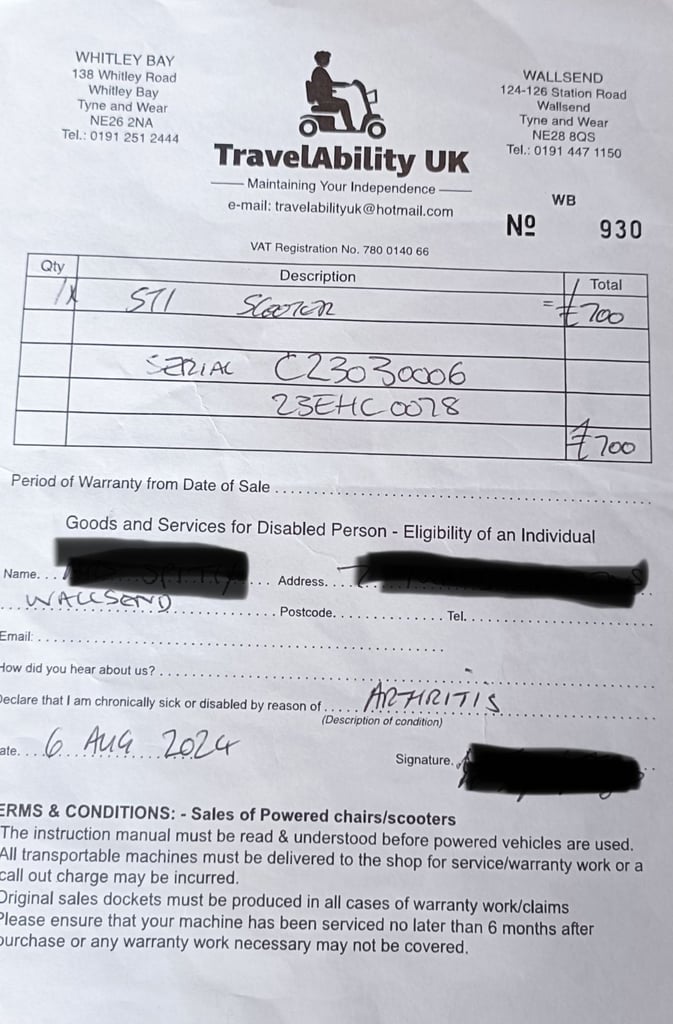 WHITLEY BAY
138 Whitley Road
Whitley Bay
Tyne and Wear
NE26 2NA
Tel.: 0191 251 2444
TravelAbility UK
Maintaining Your Independence
e-mail: travelabilityuk@hotmail.com
VAT Registration No. 780 0140 66
WALLSEND
124-126 Station Road
Wallsend
Tyne and Wear
NE28 8QS
Tel.: 0191 447 1150
WB
Nº 930
Qty Description Total
1x ST1 SCOOTER = £700
SERIAL C23030006
23EHC0078
£700
Period of Warranty from Date of Sale
Goods and Services for Disabled Person - Eligibility of an Individual
Name. Address.
WALLSEND Postcode. Tel.
Email:
How did you hear about us?
Declare that I am chronically sick or disabled by reason of ARTHRITIS
(Description of condition)
ate. 6 AUG 2024 Signature.
ERMS & CONDITIONS: - Sales of Powered chairs/scooters
The instruction manual must be read & understood before powered vehicles are used.
All transportable machines must be delivered to the shop for service/warranty work or a
call out charge may be incurred.
Original sales dockets must be produced in all cases of warranty work/claims
Please ensure that your machine has been serviced no later than 6 months after
purchase or any warranty work necessary may not be covered.